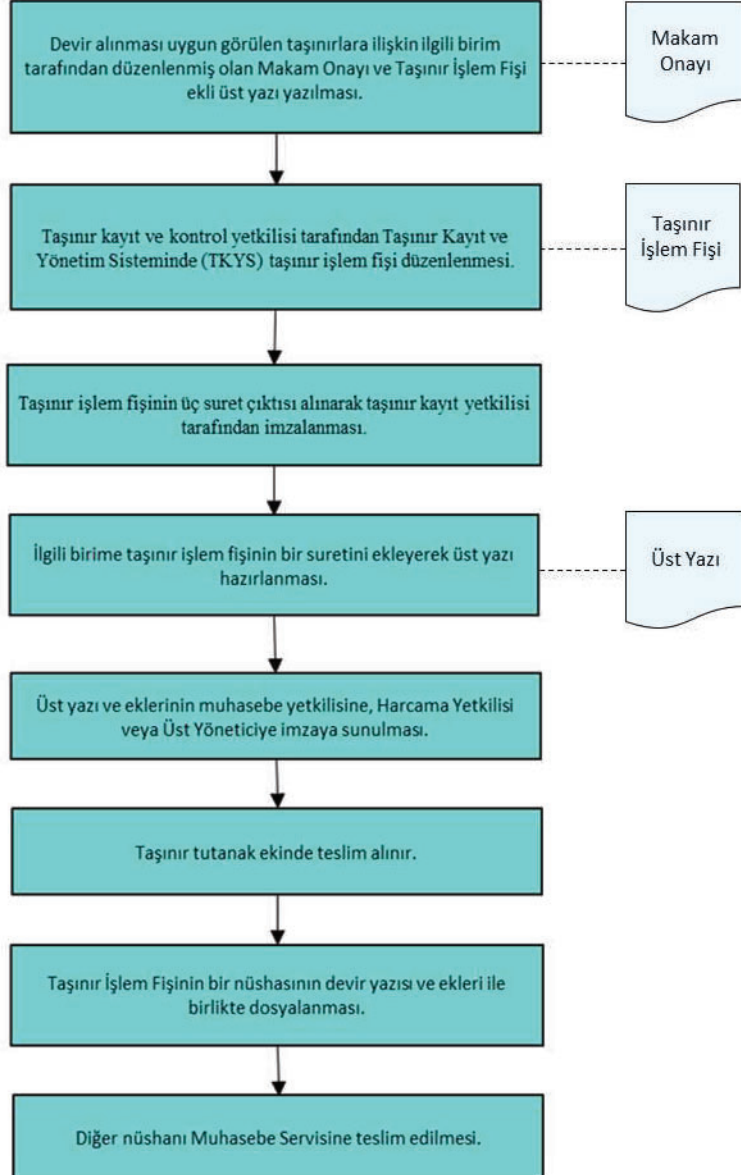 Devir alınması uygun görülen taşınırlara ilişkin ilgili birim
tarafından düzenlenmiş olan Makam Onayı ve Taşınır İşlem Fişi
ekli üst yazı yazılması.
Makam
Onayı
Taşınır kayıt ve kontrol yetkilisi tarafından Taşınır Kayıt ve
Yönetim Sisteminde (TKYS) taşınır işlem fişi düzenlenmesi.
Taşınır
İşlem Fişi
Taşınır işlem fişinin üç suret çıktısı alınarak taşınır kayıt yetkilisi
tarafından imzalanması.
İlgili birime taşınır işlem fişinin bir suretini ekleyerek üst yazı
hazırlanması.
Üst Yazı
Üst yazı ve eklerinin muhasebe yetkilisine, Harcama Yetkilisi
veya Üst Yöneticiye imzaya sunulması.
Taşınır tutanak ekinde teslim alınır.
Taşınır İşlem Fişinin bir nüshasının devir yazısı ve ekleri ile
birlikte dosyalanması.
Diğer nüshanı Muhasebe Servisine teslim edilmesi.